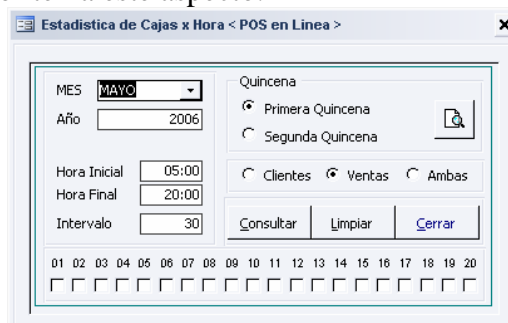 Estadistica de Cajas x Hora < POS en Linea >
MES MAYO
Año 2006
Hora Inicial 05:00
Hora Final 20:00
Intervalo 30
Quincena
Primera Quincena
Segunda Quincena
Clientes Ventas Ambas
Consultar Limpiar Cerrar
01 02 03 04 05 06 07 08 09 10 11 12 13 14 15 16 17 18 19 20